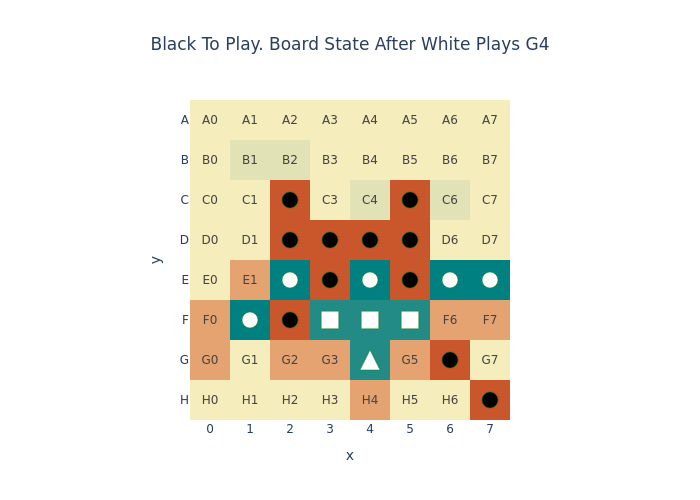 Black To Play. Board State After White Plays G4
A A0 A1 A2 A3 A4 A5 A6 A7
B B0 B1 B2 B3 B4 B5 B6 B7
C C0 C1 C3 C4 C6 C7
D D0 D1 D6 D7
E E0 E1
F F0 F6 F7
G G0 G1 G2 G3 G5 G7
H H0 H1 H2 H3 H4 H5 H6
0 1 2 3 4 5 6 7
x
y